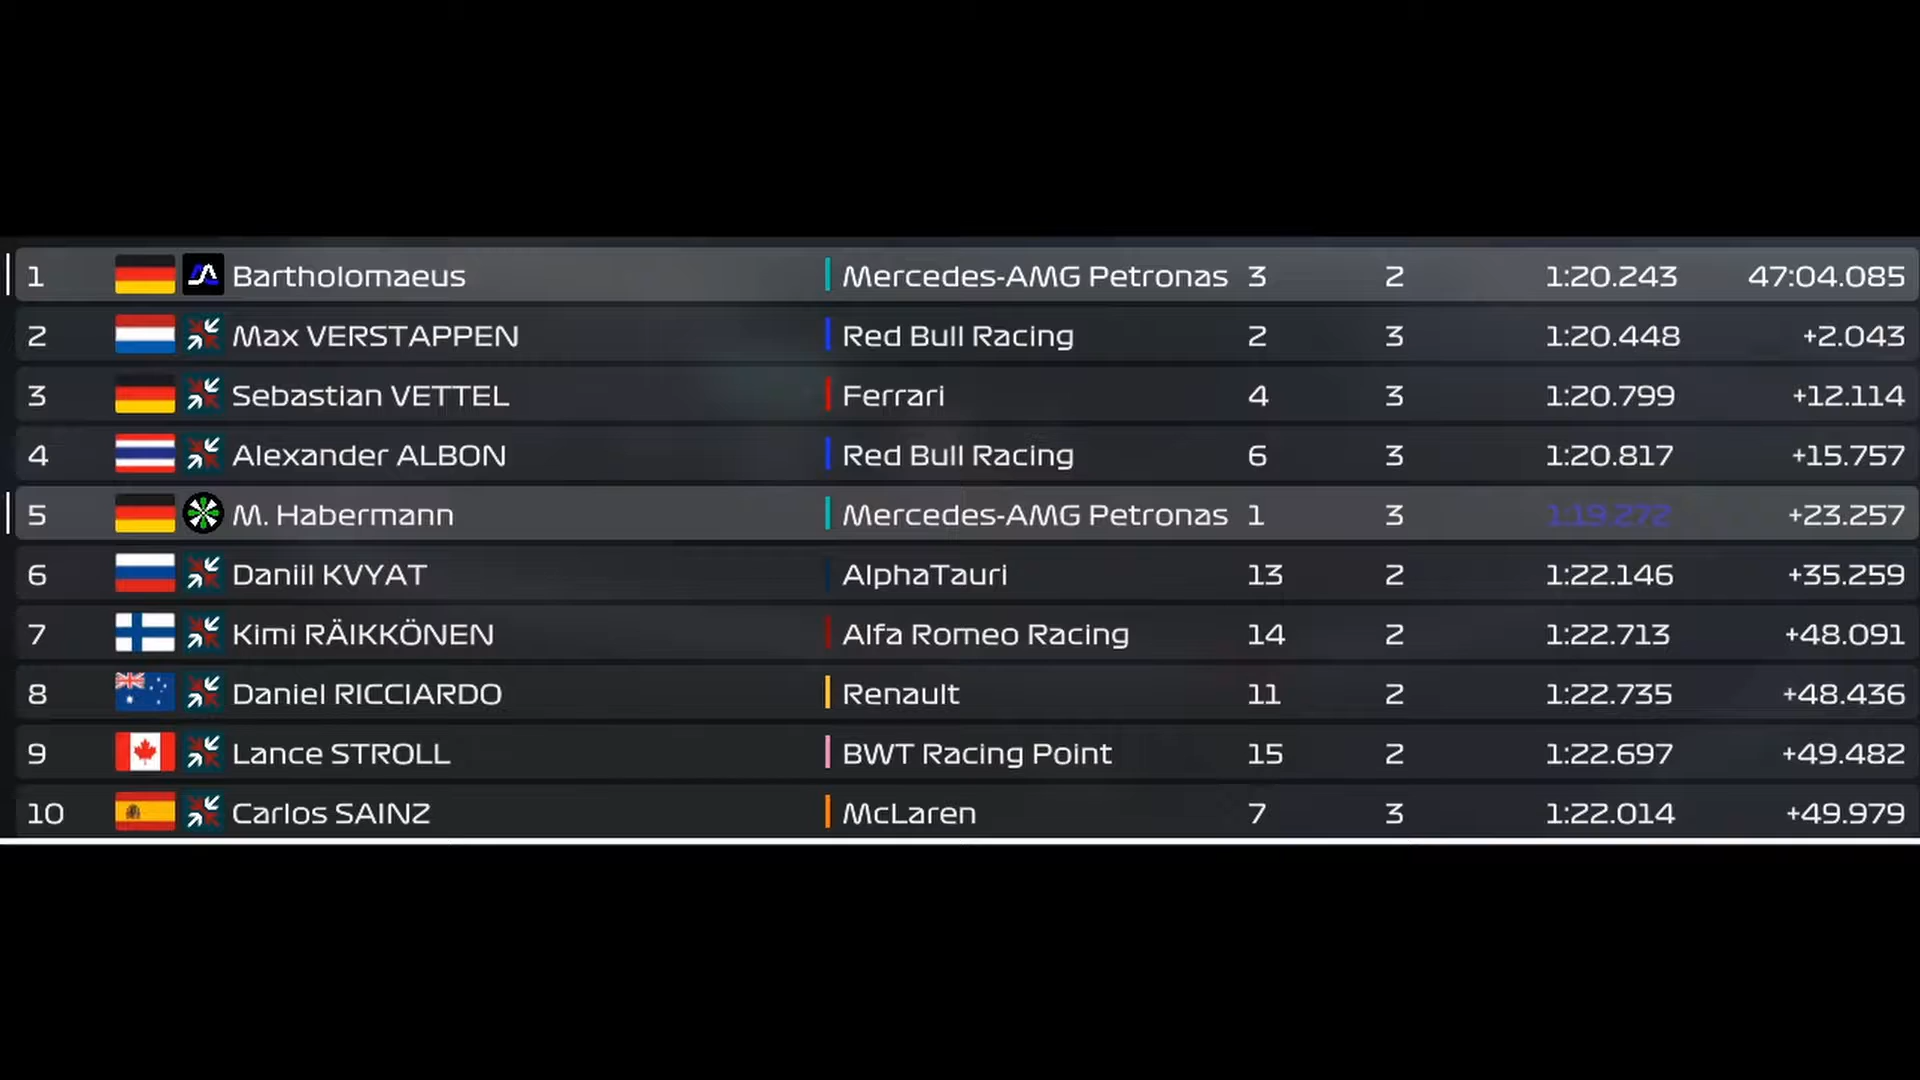 1 Bartholomaeus Mercedes-AMG Petronas 3 2 1:20.243 47:04.085
2 Max VERSTAPPEN Red Bull Racing 2 3 1:20.448 +2.043
3 Sebastian VETTEL Ferrari 4 3 1:20.799 +12.114
4 Alexander ALBON Red Bull Racing 6 3 1:20.817 +15.757
5 M. Habermann Mercedes-AMG Petronas 1 3 1:19.272 +23.257
6 Daniil KVYAT AlphaTauri 13 2 1:22.146 +35.259
7 Kimi RÄIKKÖNEN Alfa Romeo Racing 14 2 1:22.713 +48.091
8 Daniel RICCIARDO Renault 11 2 1:22.735 +48.436
9 Lance STROLL BWT Racing Point 15 2 1:22.697 +49.482
10 Carlos SAINZ McLaren 7 3 1:22.014 +49.979